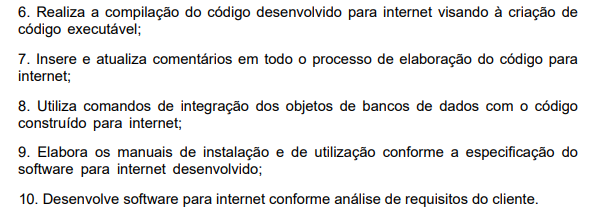 6. Realiza a compilação do código desenvolvido para internet visando à criação de
código executável;
7. Insere e atualiza comentários em todo o processo de elaboração do código para
internet;
8. Utiliza comandos de integração dos objetos de bancos de dados com o código
construído para internet;
9. Elabora os manuais de instalação e de utilização conforme a especificação do
software para internet desenvolvido;
10. Desenvolve software para internet conforme análise de requisitos do cliente.